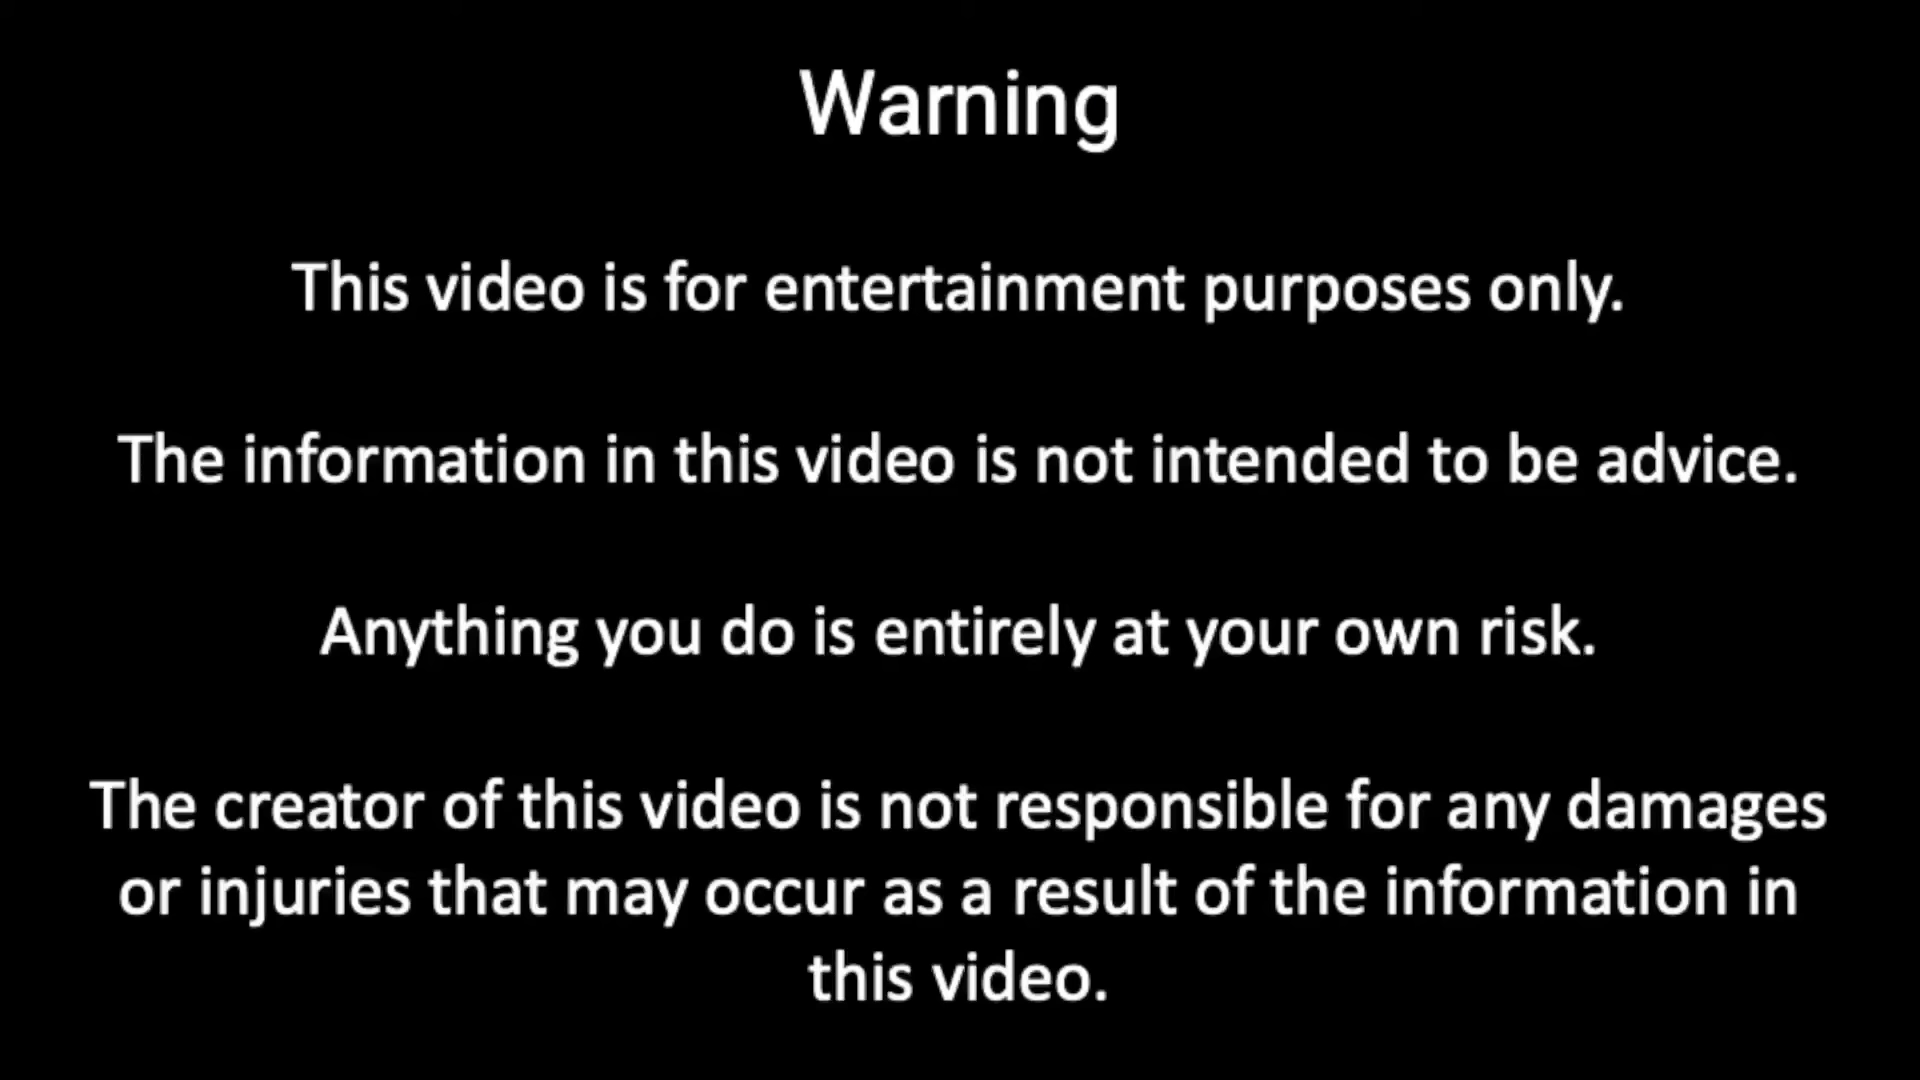 Warning
This video is for entertainment purposes only.
The information in this video is not intended to be advice.
Anything you do is entirely at your own risk.
The creator of this video is not responsible for any damages
or injuries that may occur as a result of the information in
this video.